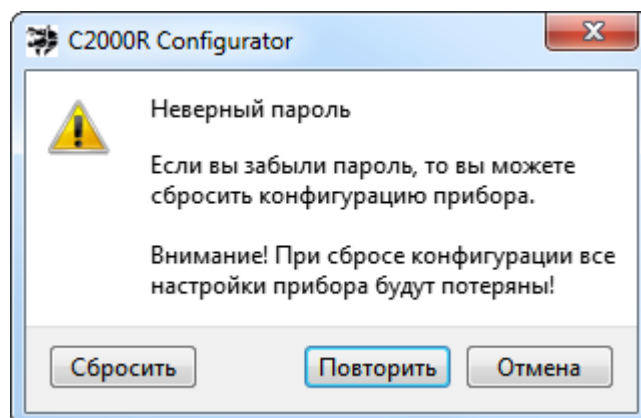 C2000R Configurator
Неверный пароль
Если вы забыли пароль, то вы можете
сбросить конфигурацию прибора.
Внимание! При сбросе конфигурации все
настройки прибора будут потеряны!
Сбросить Повторить Отмена